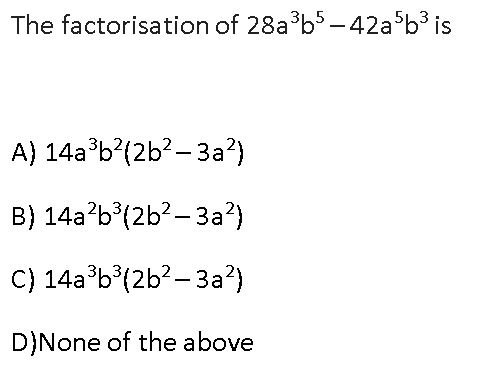 The factorisation of 28a³b⁵ – 42a⁵b³ is
A) 14a³b²(2b² – 3a²)
B) 14a²b³(2b² – 3a²)
C) 14a³b³(2b² – 3a²)
D)None of the above